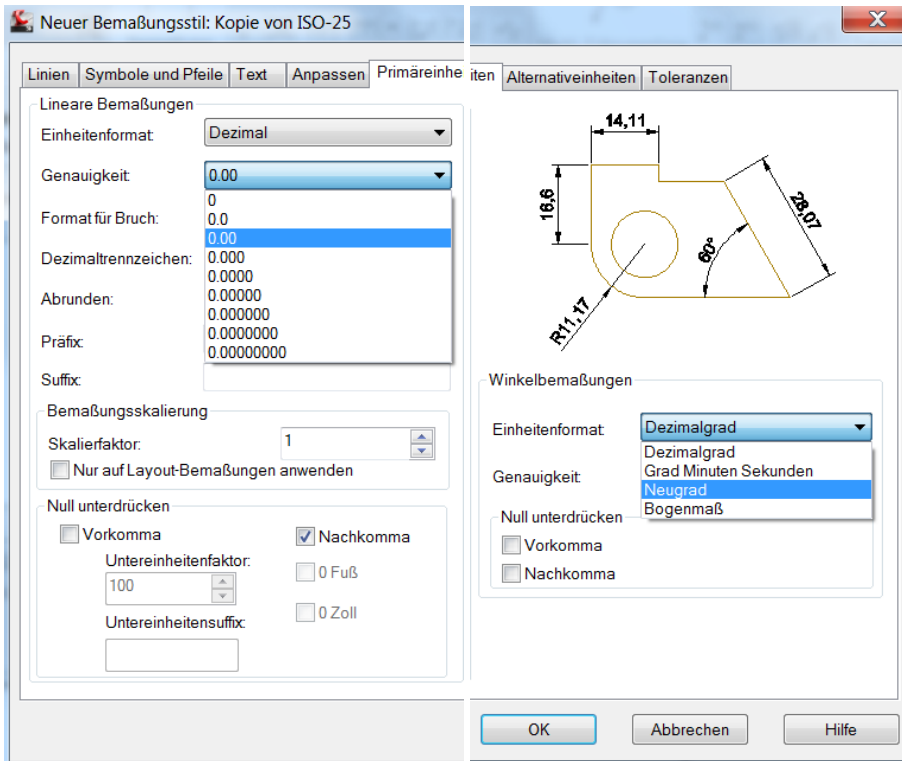 Neuer Bemaßungsstil: Kopie von ISO-25
X
Linien
Symbole und Pfeile
Text
Anpassen
Primäreinheiten
Alternativeinheiten
Toleranzen
Lineare Bemaßungen
Einheitenformat:
Dezimal
Genauigkeit:
0.00
0
0.0
0.00
0.000
0.0000
0.00000
0.000000
0.0000000
0.00000000
Format für Bruch:
Dezimaltrennzeichen:
Abrunden:
Präfix:
Suffix:
Bemaßungsskalierung
Skalierfaktor:
1
Nur auf Layout-Bemaßungen anwenden
Null unterdrücken
Vorkomma
Untereinheitenfaktor:
100
Untereinheitensuffix:
Nachkomma
0 Fuß
0 Zoll
14,11
16,6
28,07
60°
R11,17
Winkelbemaßungen
Einheitenformat:
Dezimalgrad
Dezimalgrad
Grad Minuten Sekunden
Neugrad
Bogenmaß
Genauigkeit:
Null unterdrücken
Vorkomma
Nachkomma
OK
Abbrechen
Hilfe